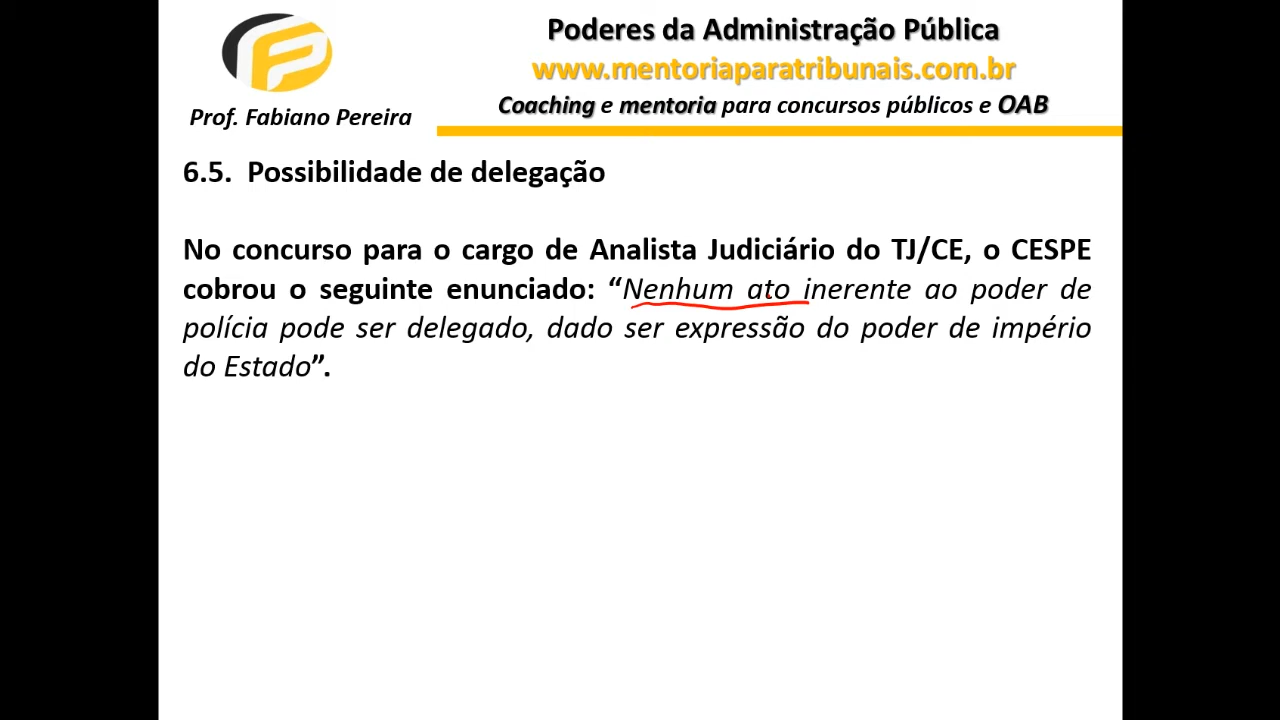 Poderes da Administração Pública
www.mentoriaparatribunais.com.br
Coaching e mentoria para concursos públicos e OAB
Prof. Fabiano Pereira
6.5. Possibilidade de delegação
No concurso para o cargo de Analista Judiciário do TJ/CE, o CESPE
cobrou o seguinte enunciado: “Nenhum ato inerente ao poder de
polícia pode ser delegado, dado ser expressão do poder de império
do Estado”.